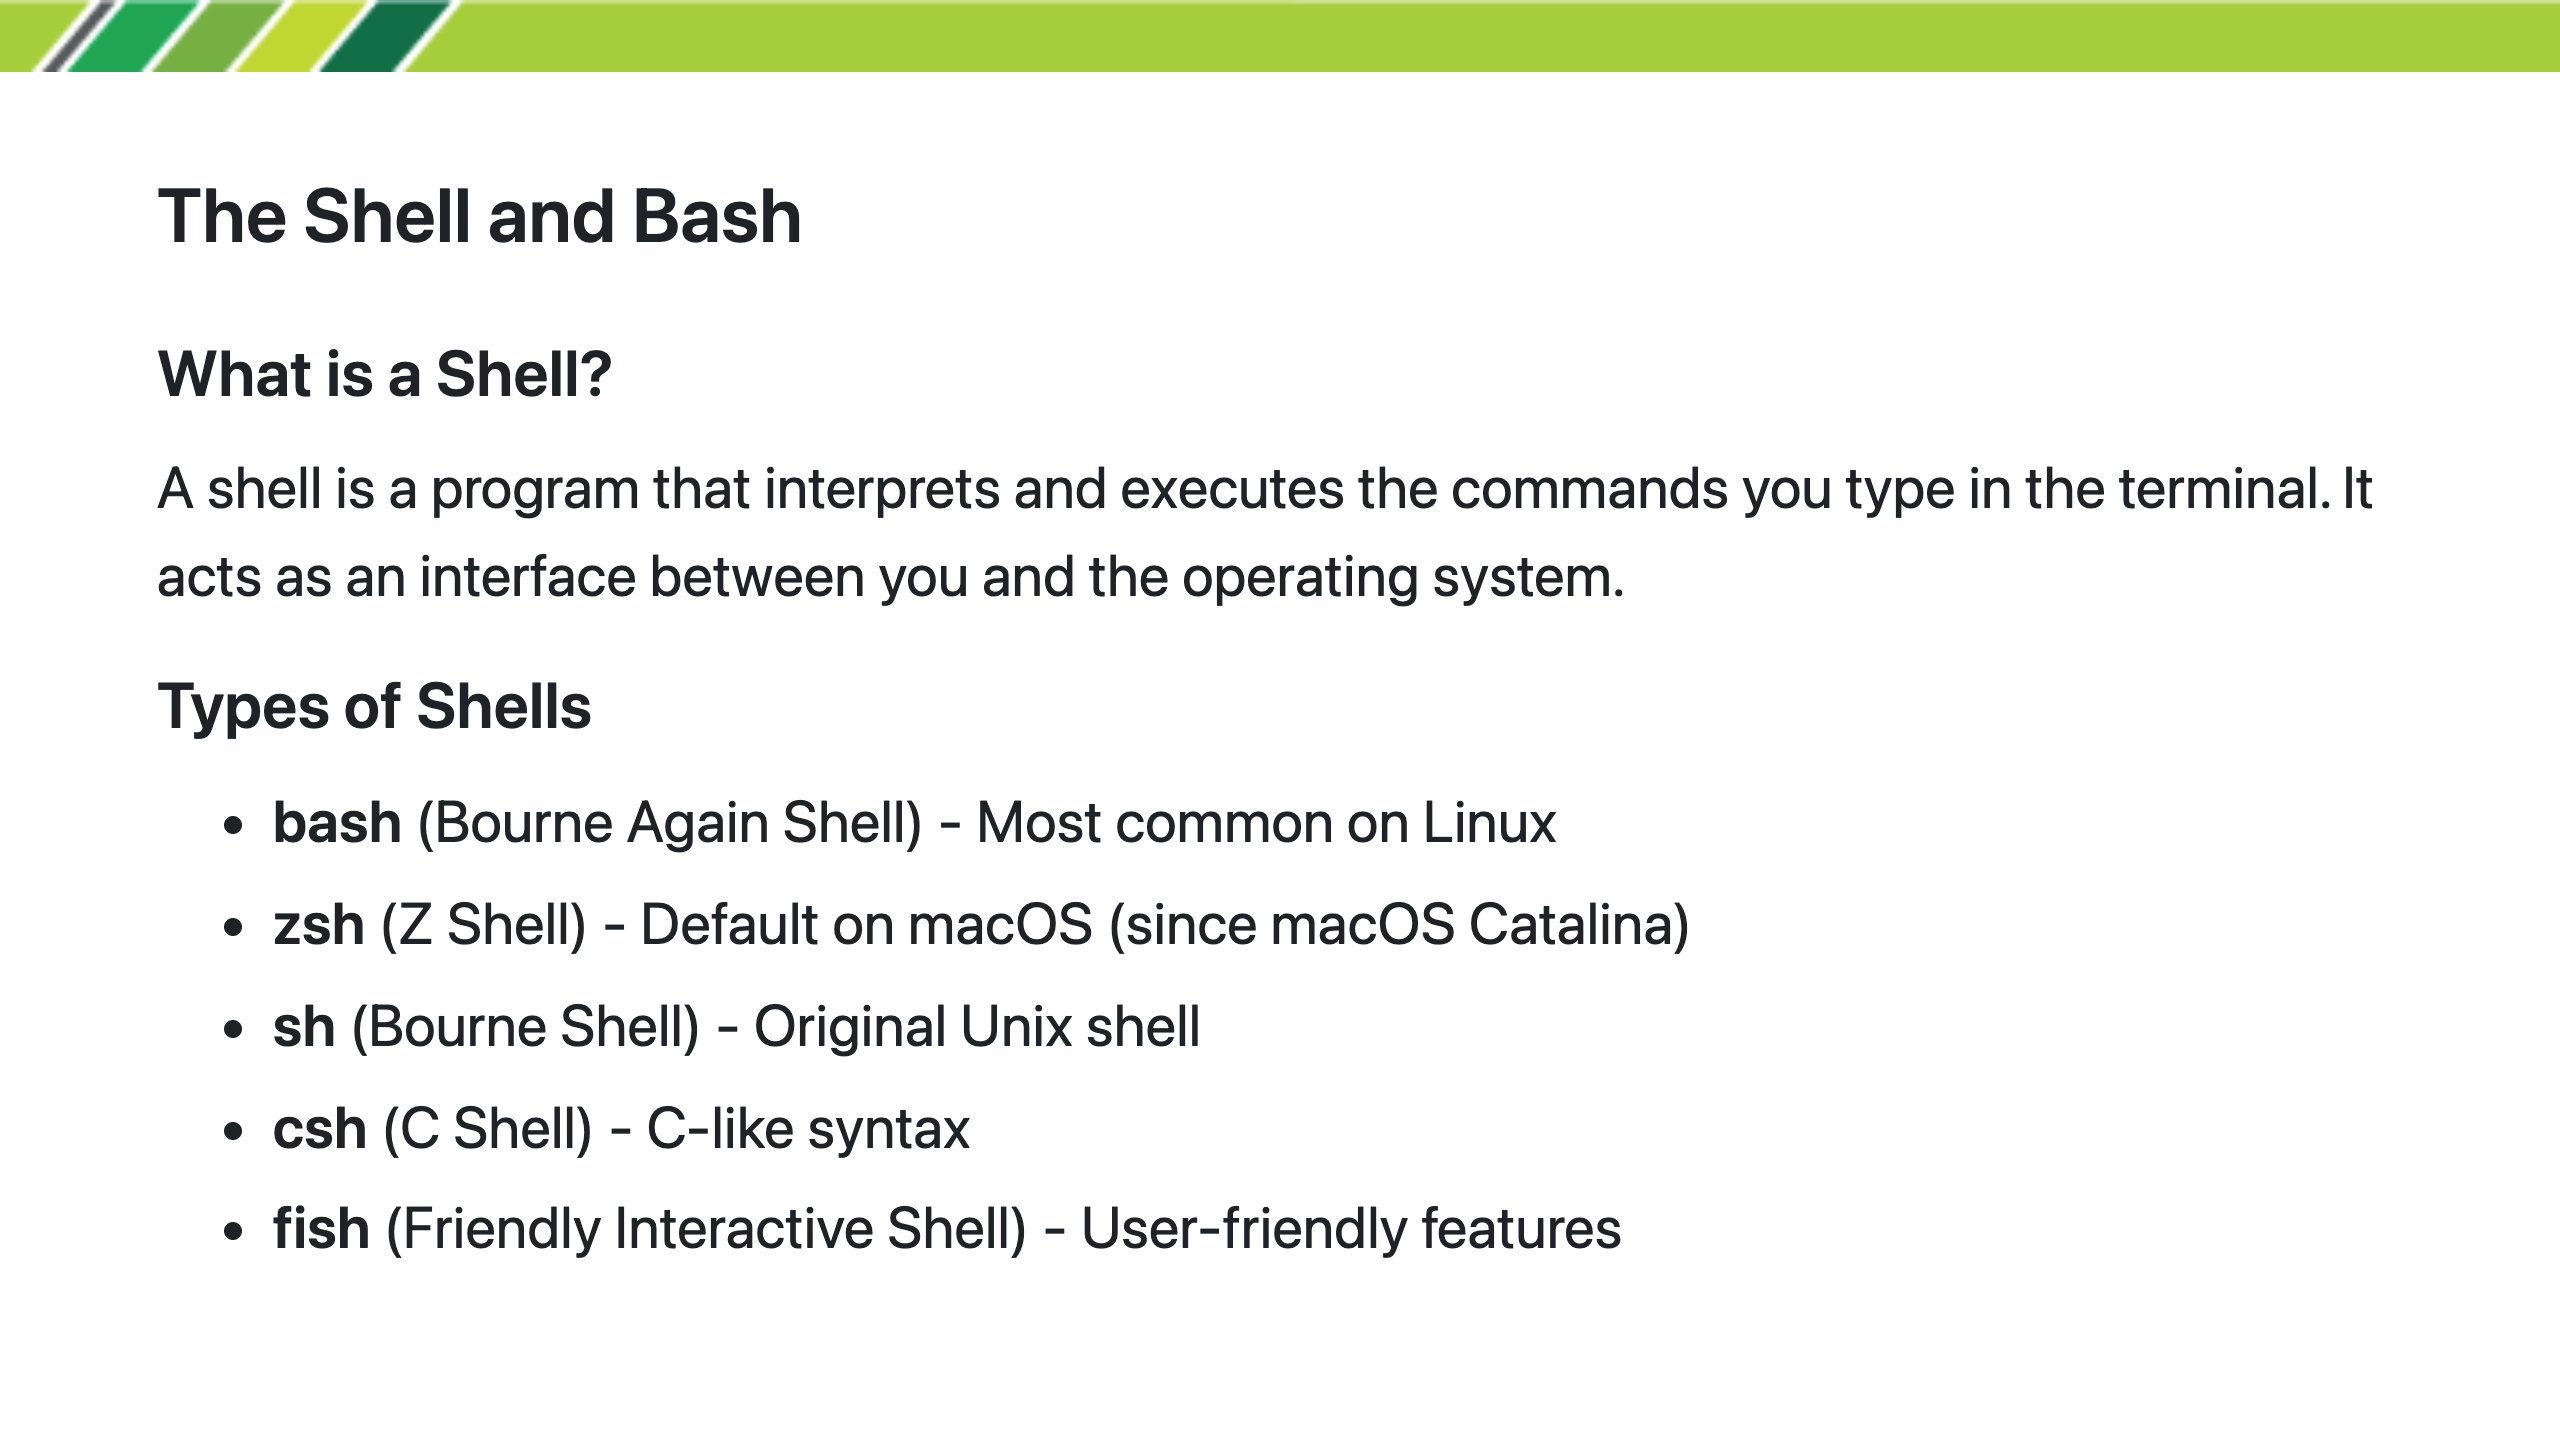 The Shell and Bash
What is a Shell?
A shell is a program that interprets and executes the commands you type in the terminal. It
acts as an interface between you and the operating system.
Types of Shells
• bash (Bourne Again Shell) - Most common on Linux
• zsh (Z Shell) - Default on macOS (since macOS Catalina)
• sh (Bourne Shell) - Original Unix shell
• csh (C Shell) - C-like syntax
• fish (Friendly Interactive Shell) - User-friendly features